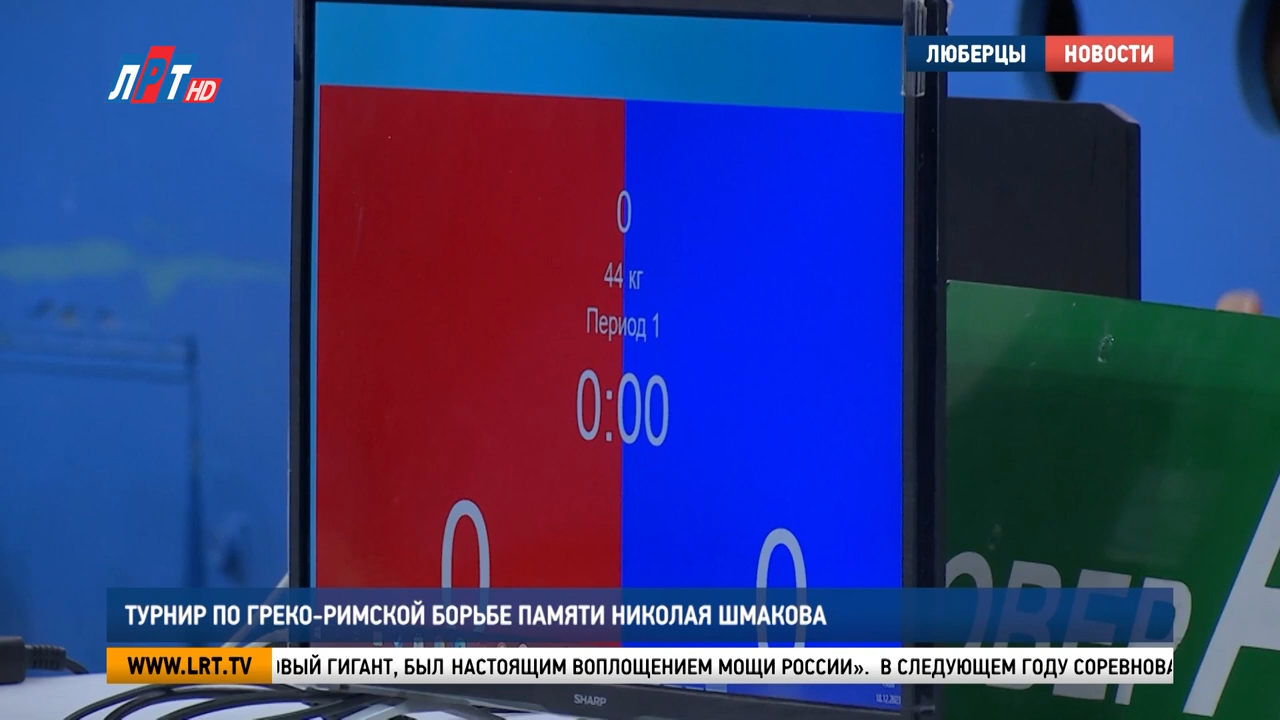 ЛРТ HD
ЛЮБЕРЦЫ НОВОСТИ
0
44 кг
Период 1
0:00
0 0
ТУРНИР ПО ГРЕКО-РИМСКОЙ БОРЬБЕ ПАМЯТИ НИКОЛАЯ ШМАКОВА
WWW.LRT.TV ОВЫЙ ГИГАНТ, БЫЛ НАСТОЯЩИМ ВОПЛОЩЕНИЕМ МОЩИ РОССИИ». В СЛЕДУЮЩЕМ ГОДУ СОРЕВНОВА
SHARP